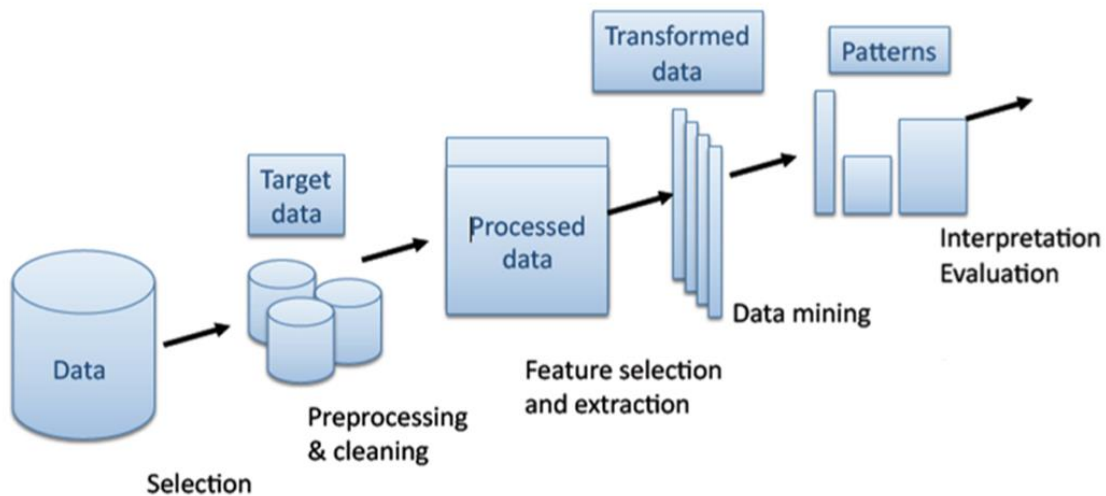 Data
Selection
Target
data
Preprocessing
& cleaning
Processed
data
Feature selection
and extraction
Transformed
data
Data mining
Patterns
Interpretation
Evaluation